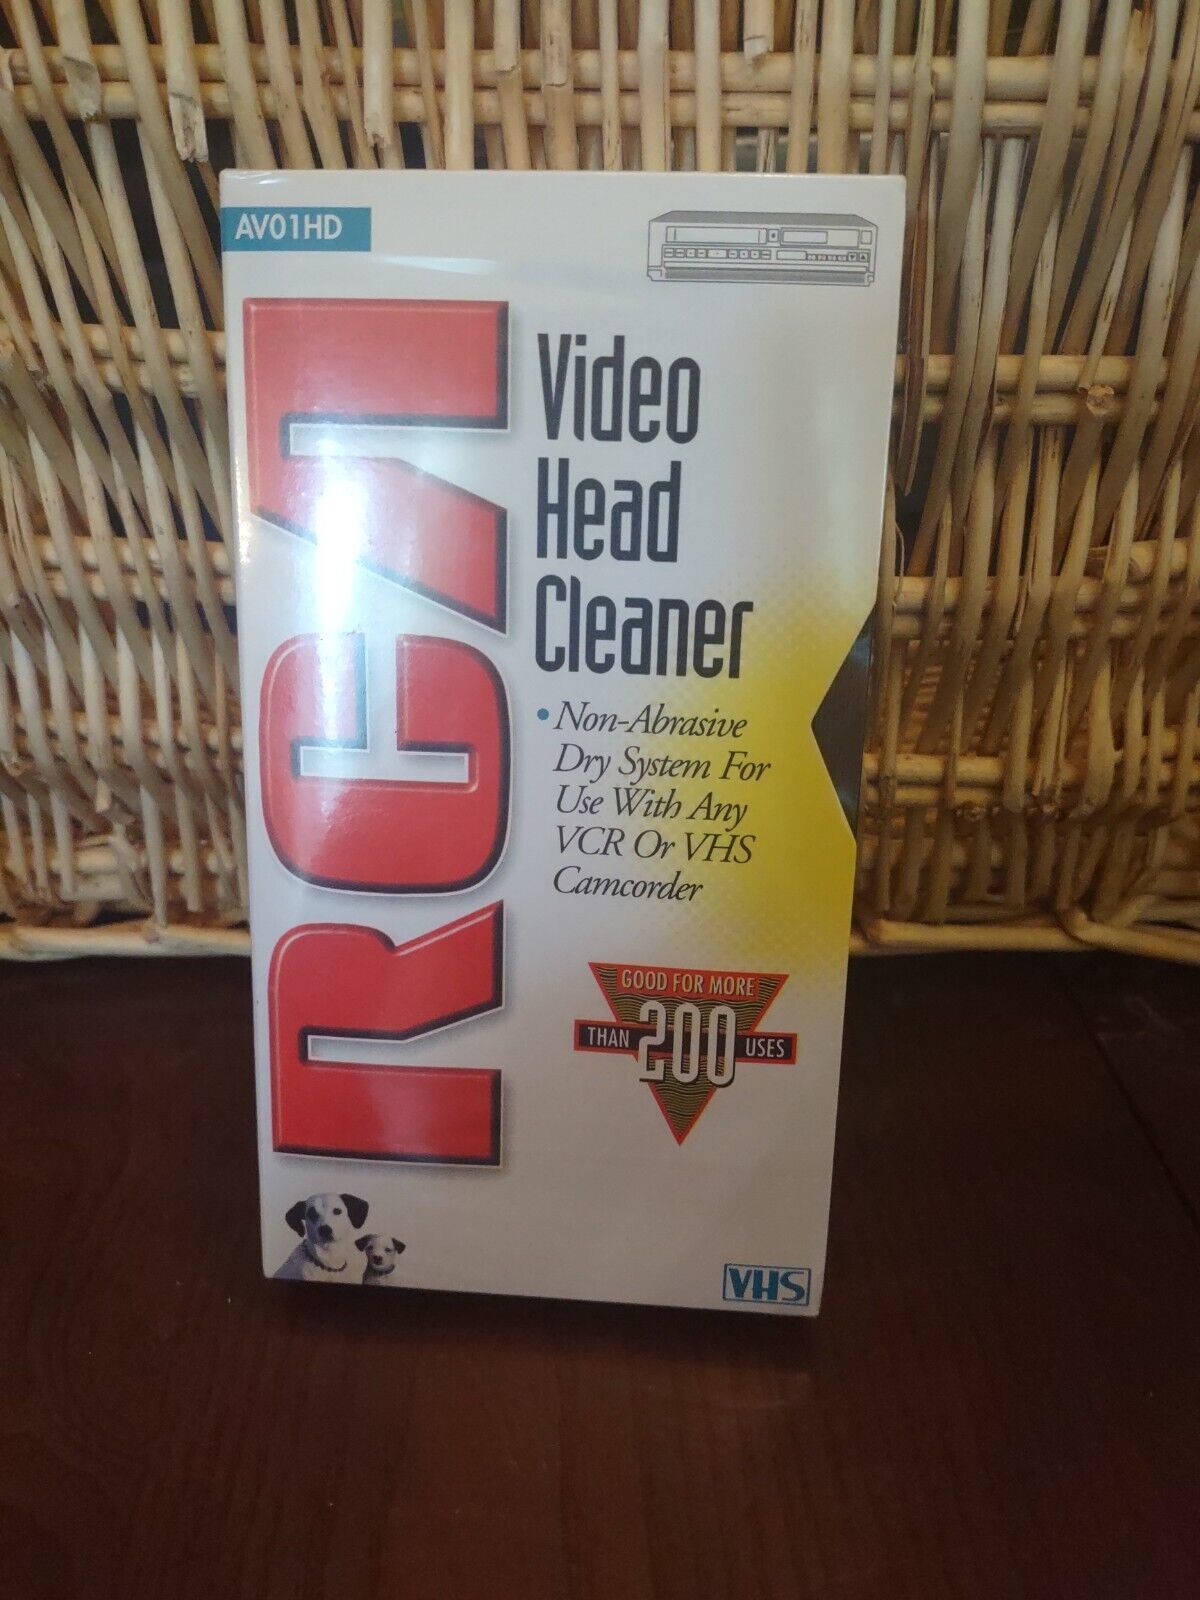 AV01HD
RCA
Video
Head
Cleaner
• Non-Abrasive
Dry System For
Use With Any
VCR Or VHS
Camcorder
GOOD FOR MORE
THAN 200 USES
VHS